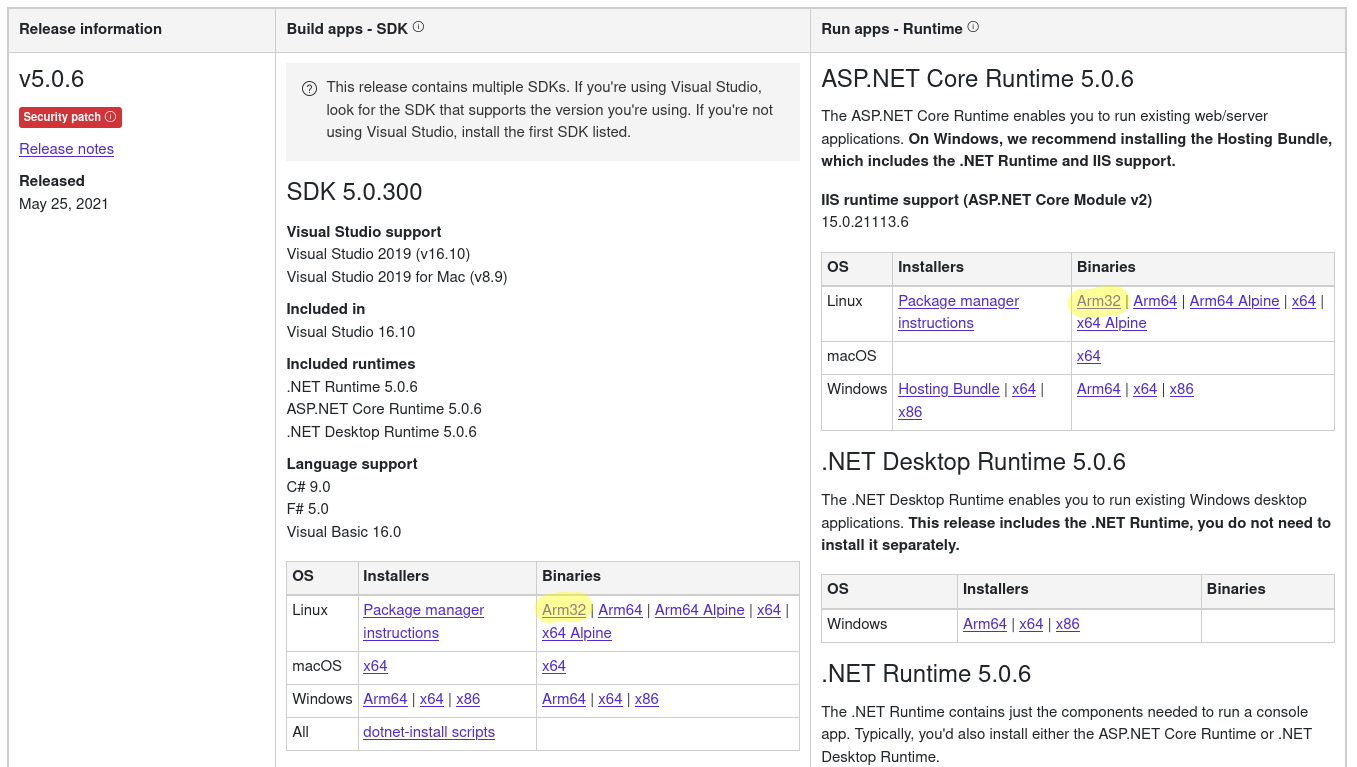 Release information
Build apps - SDK
Run apps - Runtime
v5.0.6
Security patch
Release notes
Released
May 25, 2021
This release contains multiple SDKs. If you're using Visual Studio,
look for the SDK that supports the version you're using. If you're not
using Visual Studio, install the first SDK listed.
SDK 5.0.300
Visual Studio support
Visual Studio 2019 (v16.10)
Visual Studio 2019 for Mac (v8.9)
Included in
Visual Studio 16.10
Included runtimes
.NET Runtime 5.0.6
ASP.NET Core Runtime 5.0.6
.NET Desktop Runtime 5.0.6
Language support
C# 9.0
F# 5.0
Visual Basic 16.0
OS Installers Binaries
Linux Package manager Arm32 | Arm64 | Arm64 Alpine | x64 |
instructions x64 Alpine
macOS x64 x64
Windows Arm64 | x64 | x86 Arm64 | x64 | x86
All dotnet-install scripts
ASP.NET Core Runtime 5.0.6
The ASP.NET Core Runtime enables you to run existing web/server
applications. On Windows, we recommend installing the Hosting Bundle,
which includes the .NET Runtime and IIS support.
IIS runtime support (ASP.NET Core Module v2)
15.0.21113.6
OS Installers Binaries
Linux Package manager Arm32 | Arm64 | Arm64 Alpine | x64 |
instructions x64 Alpine
macOS x64
Windows Hosting Bundle | x64 | Arm64 | x64 | x86
x86
.NET Desktop Runtime 5.0.6
The .NET Desktop Runtime enables you to run existing Windows desktop
applications. This release includes the .NET Runtime, you do not need to
install it separately.
OS Installers Binaries
Windows Arm64 | x64 | x86
.NET Runtime 5.0.6
The .NET Runtime contains just the components needed to run a console
app. Typically, you'd also install either the ASP.NET Core Runtime or .NET
Desktop Runtime.